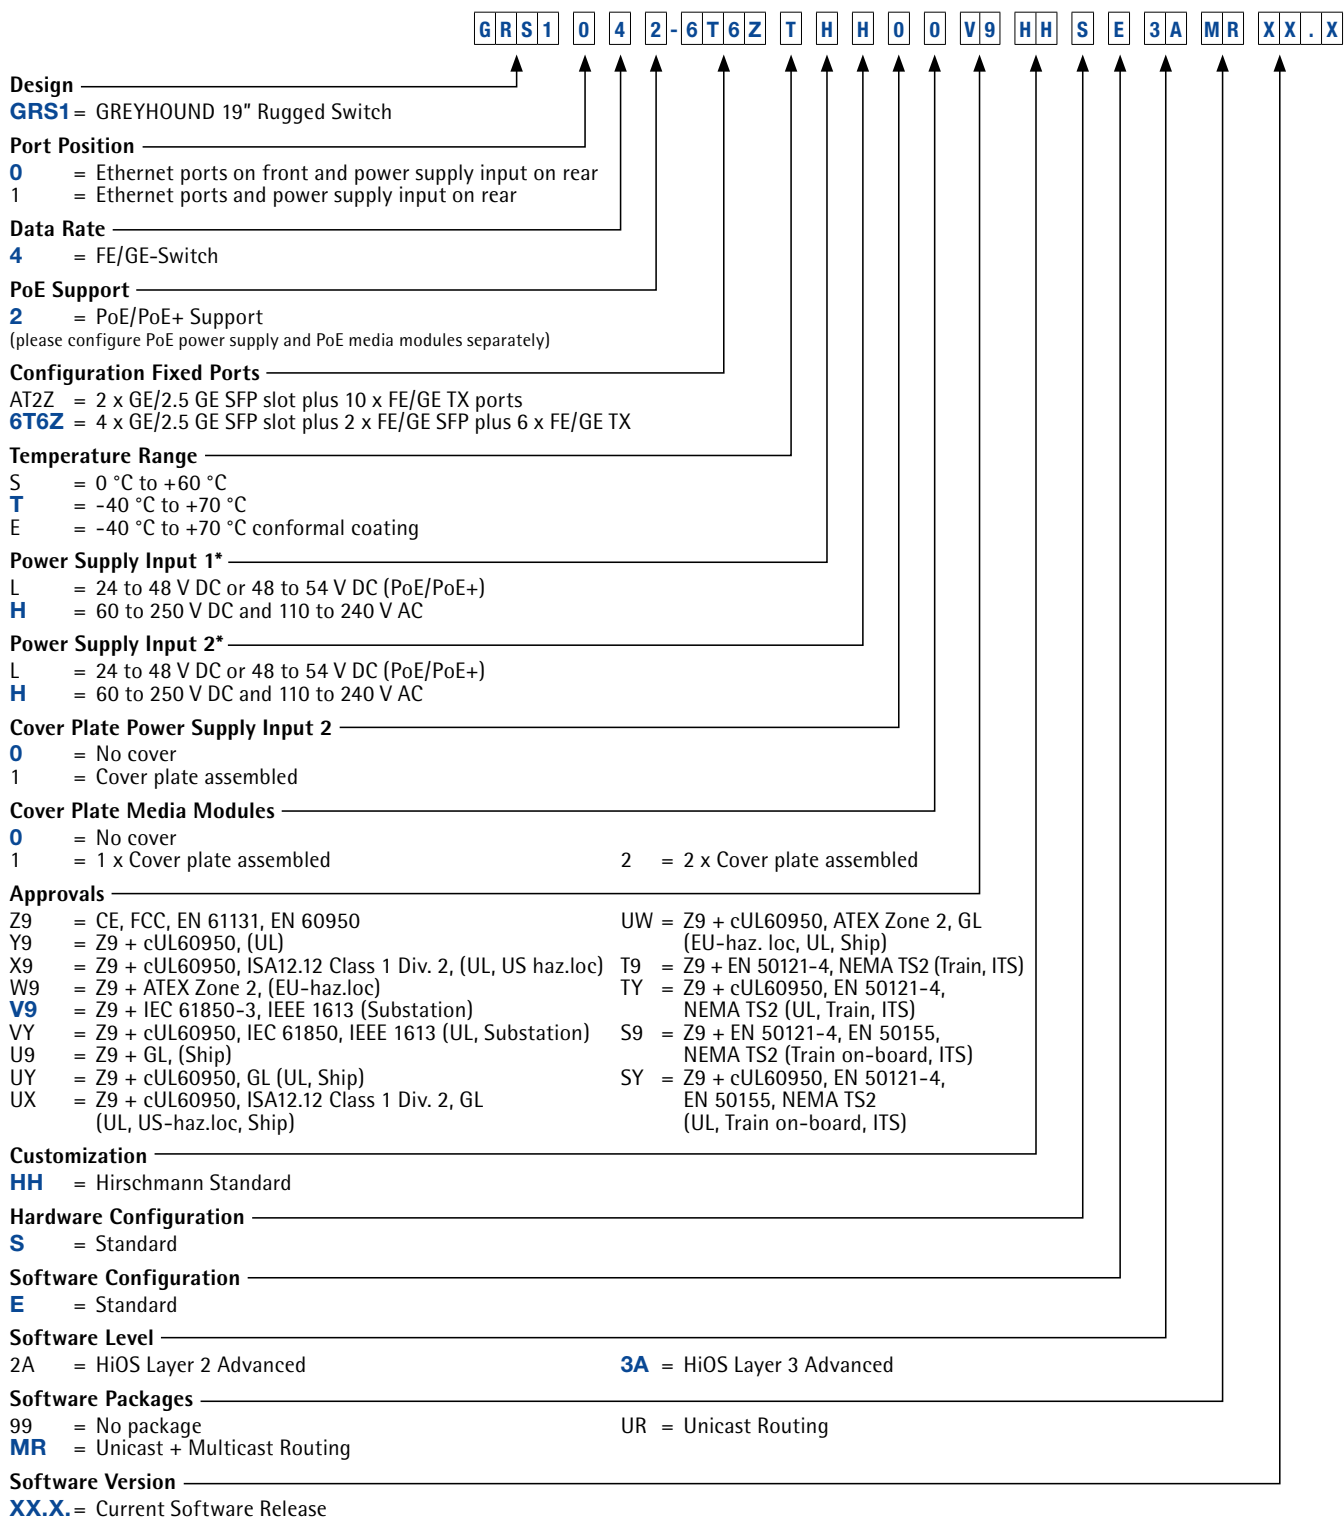 GRS1 0 4 2-6T6Z T H H 0 0 V9 HH S E 3A MR XX.X
Design
GRS1 = GREYHOUND 19" Rugged Switch
Port Position
0 = Ethernet ports on front and power supply input on rear
1 = Ethernet ports and power supply input on rear
Data Rate
4 = FE/GE-Switch
PoE Support
2 = PoE/PoE+ Support
(please configure PoE power supply and PoE media modules separately)
Configuration Fixed Ports
AT2Z = 2 x GE/2.5 GE SFP slot plus 10 x FE/GE TX ports
6T6Z = 4 x GE/2.5 GE SFP slot plus 2 x FE/GE SFP plus 6 x FE/GE TX
Temperature Range
S = 0 °C to +60 °C
T = -40 °C to +70 °C
E = -40 °C to +70 °C conformal coating
Power Supply Input 1*
L = 24 to 48 V DC or 48 to 54 V DC (PoE/PoE+)
H = 60 to 250 V DC and 110 to 240 V AC
Power Supply Input 2*
L = 24 to 48 V DC or 48 to 54 V DC (PoE/PoE+)
H = 60 to 250 V DC and 110 to 240 V AC
Cover Plate Power Supply Input 2
0 = No cover
1 = Cover plate assembled
Cover Plate Media Modules
0 = No cover
1 = 1 x Cover plate assembled
2 = 2 x Cover plate assembled
Approvals
Z9 = CE, FCC, EN 61131, EN 60950
Y9 = Z9 + cUL60950, (UL)
X9 = Z9 + cUL60950, ISA12.12 Class 1 Div. 2, (UL, US haz.loc)
W9 = Z9 + ATEX Zone 2, (EU-haz.loc)
V9 = Z9 + IEC 61850-3, IEEE 1613 (Substation)
VY = Z9 + cUL60950, IEC 61850, IEEE 1613 (UL, Substation)
U9 = Z9 + GL, (Ship)
UY = Z9 + cUL60950, GL (UL, Ship)
UX = Z9 + cUL60950, ISA12.12 Class 1 Div. 2, GL
(UL, US-haz.loc, Ship)
UW = Z9 + cUL60950, ATEX Zone 2, GL
(EU-haz. loc, UL, Ship)
T9 = Z9 + EN 50121-4, NEMA TS2 (Train, ITS)
TY = Z9 + cUL60950, EN 50121-4,
NEMA TS2 (UL, Train, ITS)
S9 = Z9 + EN 50121-4, EN 50155,
NEMA TS2 (Train on-board, ITS)
SY = Z9 + cUL60950, EN 50121-4,
EN 50155, NEMA TS2
(UL, Train on-board, ITS)
Customization
HH = Hirschmann Standard
Hardware Configuration
S = Standard
Software Configuration
E = Standard
Software Level
2A = HiOS Layer 2 Advanced
3A = HiOS Layer 3 Advanced
Software Packages
99 = No package
UR = Unicast Routing
MR = Unicast + Multicast Routing
Software Version
XX.X. = Current Software Release